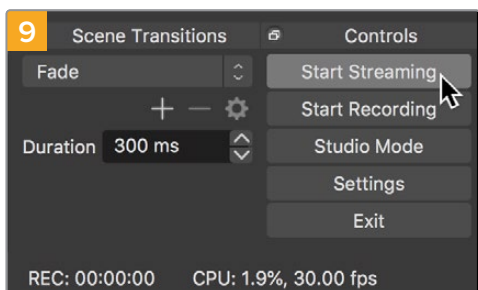 9
Scene Transitions
Controls
Fade
Start Streaming
Start Recording
Duration 300 ms
Studio Mode
Settings
Exit
REC: 00:00:00 CPU: 1.9%, 30.00 fps